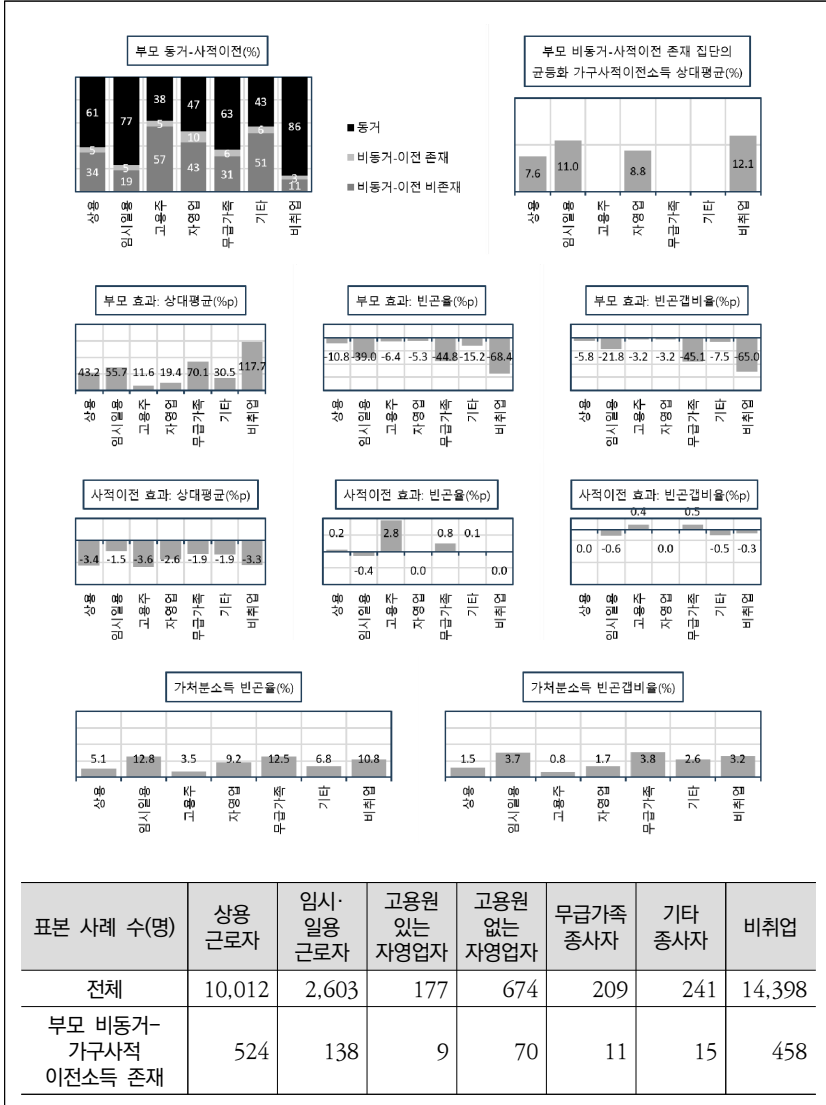 부모 동거-사적이전(%)
61 77 38 47 63 43 86
5 5 5 10 6 6 3
34 19 57 43 31 51 11
상용 임시일용 고용주 자영업 무급가족 기타 비취업
■ 동거
■ 비동거-이전 존재
■ 비동거-이전 비존재
부모 비동거-사적이전 존재 집단의
균등화 가구사적이전소득 상대평균(%)
7.6 11.0 8.8 12.1
상용 임시일용 고용주 자영업 무급가족 기타 비취업
부모 효과: 상대평균(%p)
43.2 55.7 11.6 19.4 70.1 30.5 117.7
상용 임시일용 고용주 자영업 무급가족 기타 비취업
부모 효과: 빈곤율(%p)
-10.8 -39.0 -6.4 -5.3 -44.8 -15.2 -68.4
상용 임시일용 고용주 자영업 무급가족 기타 비취업
부모 효과: 빈곤갭비율(%p)
-5.8 -21.8 -3.2 -3.2 -45.1 -7.5 -65.0
상용 임시일용 고용주 자영업 무급가족 기타 비취업
사적이전 효과: 상대평균(%p)
-3.4 -1.5 -3.6 -2.6 -1.9 -1.9 -3.3
상용 임시일용 고용주 자영업 무급가족 기타 비취업
사적이전 효과: 빈곤율(%p)
0.2 -0.4 2.8 0.0 0.8 0.1 0.0
상용 임시일용 고용주 자영업 무급가족 기타 비취업
사적이전 효과: 빈곤갭비율(%p)
0.0 -0.6 0.4 0.0 0.5 -0.5 -0.3
상용 임시일용 고용주 자영업 무급가족 기타 비취업
가처분소득 빈곤율(%)
5.1 12.8 3.5 9.2 12.5 6.8 10.8
상용 임시일용 고용주 자영업 무급가족 기타 비취업
가처분소득 빈곤갭비율(%)
1.5 3.7 0.8 1.7 3.8 2.6 3.2
상용 임시일용 고용주 자영업 무급가족 기타 비취업
표본 사례 수(명)
상용
근로자
임시·
일용
근로자
고용원
있는
자영업자
고용원
없는
자영업자
무급가족
종사자
기타
종사자
비취업
전체 10,012 2,603 177 674 209 241 14,398
부모 비동거-
가구사적
이전소득 존재
524 138 9 70 11 15 458